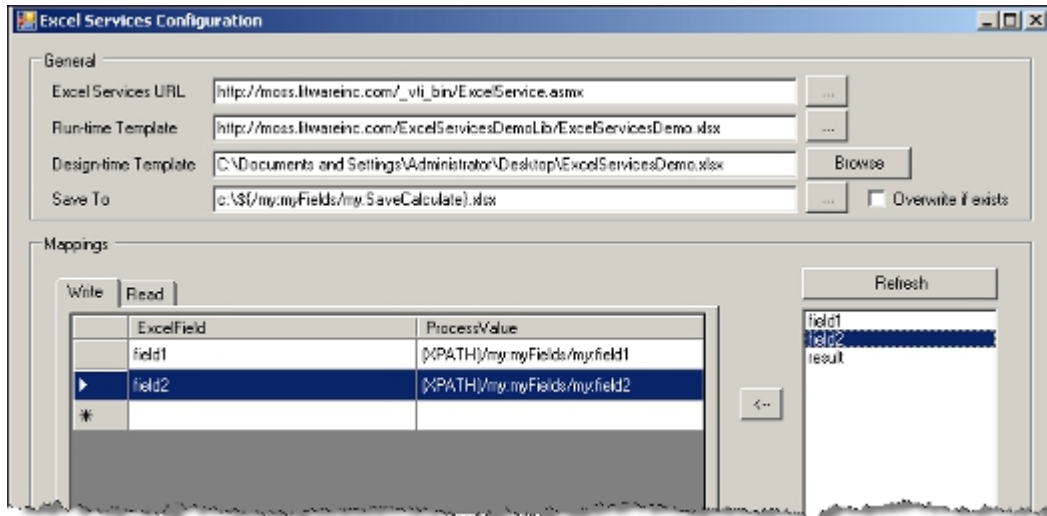 Excel Services Configuration
General
Excel Services URL http://moss.litwareinc.com/_vti_bin/ExcelService.asmx ...
Run-time Template http://moss.litwareinc.com/ExcelServicesDemoLib/ExcelServicesDemo.xlsx ...
Design-time Template C:\Documents and Settings\Administrator\Desktop\ExcelServicesDemo.xlsx Browse
Save To c:\${/my:myFields/my:SaveCalculate}.xlsx ... Overwrite if exists
Mappings
Write Read
ExcelField ProcessValue
field1 {XPATH}/my:myFields/my:field1
field2 {XPATH}/my:myFields/my:field2
<--
Refresh
field1
field2
result